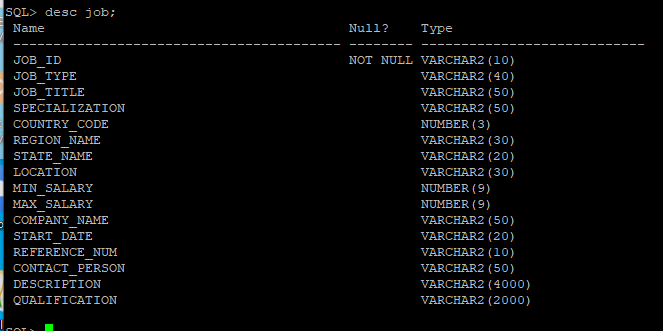 SQL> desc job;
Name Null? Type
----------------------------------------- -------- ----------------------------
JOB_ID NOT NULL VARCHAR2(10)
JOB_TYPE VARCHAR2(40)
JOB_TITLE VARCHAR2(50)
SPECIALIZATION VARCHAR2(50)
COUNTRY_CODE NUMBER(3)
REGION_NAME VARCHAR2(30)
STATE_NAME VARCHAR2(20)
LOCATION VARCHAR2(30)
MIN_SALARY NUMBER(9)
MAX_SALARY NUMBER(9)
COMPANY_NAME VARCHAR2(50)
START_DATE VARCHAR2(20)
REFERENCE_NUM VARCHAR2(10)
CONTACT_PERSON VARCHAR2(50)
DESCRIPTION VARCHAR2(4000)
QUALIFICATION VARCHAR2(2000)
SQL>